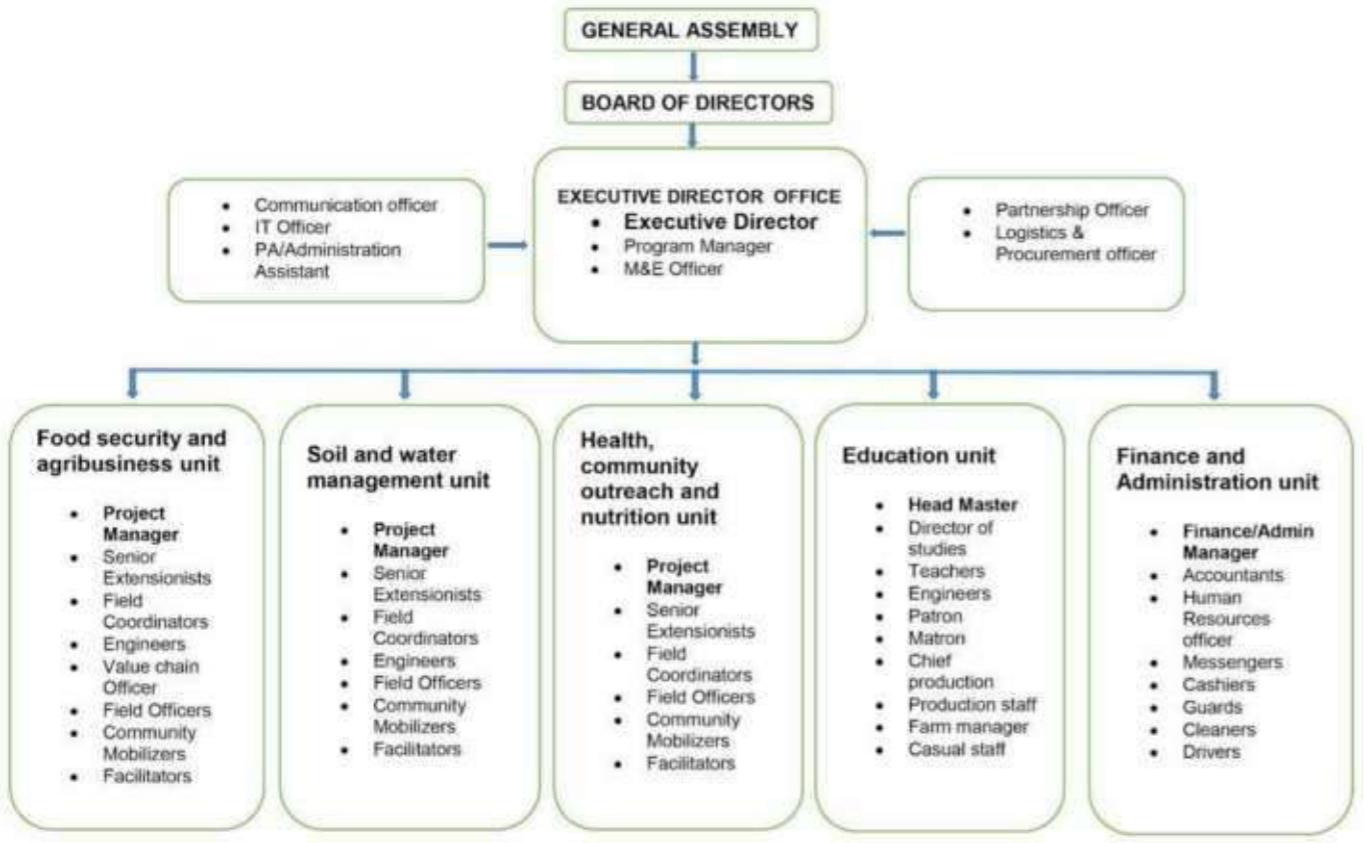 GENERAL ASSEMBLY
BOARD OF DIRECTORS
• Communication officer
• IT Officer
• PA/Administration
Assistant
EXECUTIVE DIRECTOR OFFICE
• Executive Director
• Program Manager
• M&E Officer
• Partnership Officer
• Logistics &
Procurement officer
Food security and
agribusiness unit
• Project
Manager
• Senior
Extensionists
• Field
Coordinators
• Engineers
• Value chain
Officer
• Field Officers
• Community
Mobilizers
• Facilitators
Soil and water
management unit
• Project
Manager
• Senior
Extensionists
• Field
Coordinators
• Engineers
• Field Officers
• Community
Mobilizers
• Facilitators
Health,
community
outreach and
nutrition unit
• Project
Manager
• Senior
Extensionists
• Field
Coordinators
• Field Officers
• Community
Mobilizers
• Facilitators
Education unit
• Head Master
• Director of
studies
• Teachers
• Engineers
• Patron
• Matron
• Chief
production
• Production staff
• Farm manager
• Casual staff
Finance and
Administration unit
• Finance/Admin
Manager
• Accountants
• Human
Resources
officer
• Messengers
• Cashiers
• Guards
• Cleaners
• Drivers